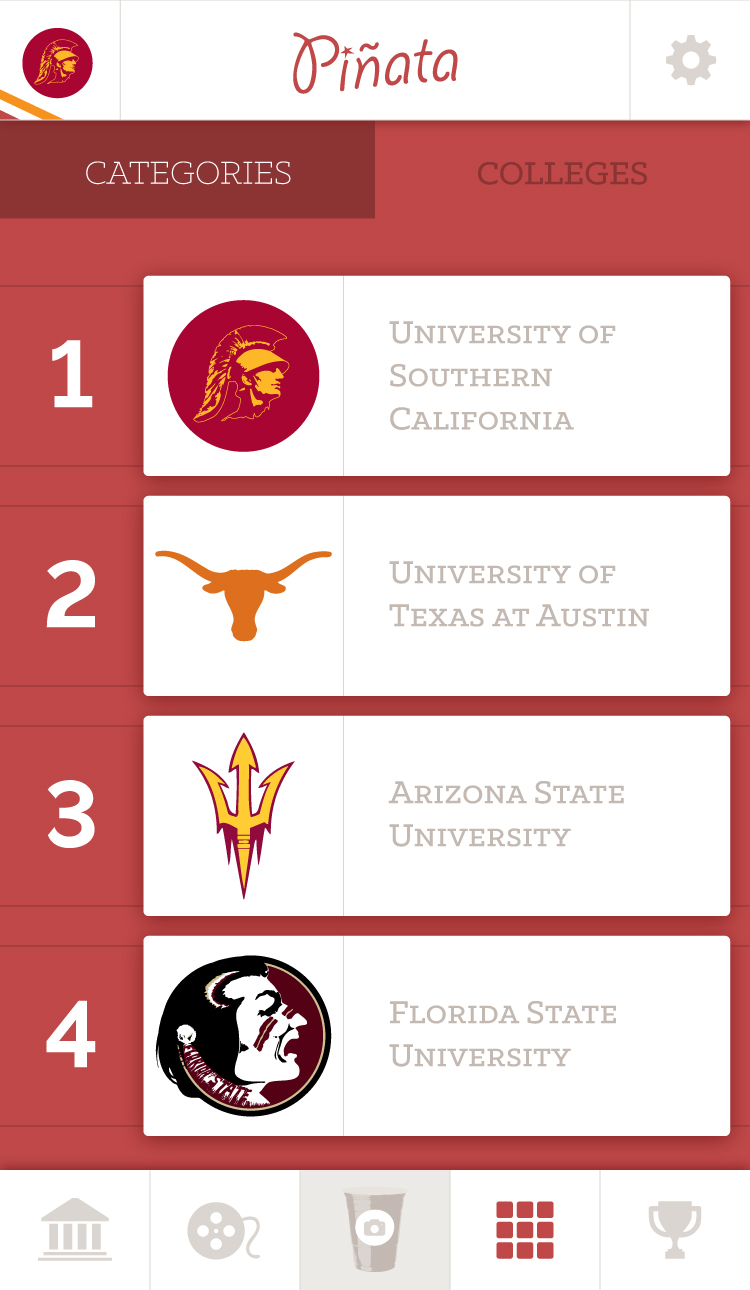 Piñata
CATEGORIES
COLLEGES
1
UNIVERSITY OF
SOUTHERN
CALIFORNIA
2
UNIVERSITY OF
TEXAS AT AUSTIN
3
ARIZONA STATE
UNIVERSITY
4
FLORIDA STATE
UNIVERSITY